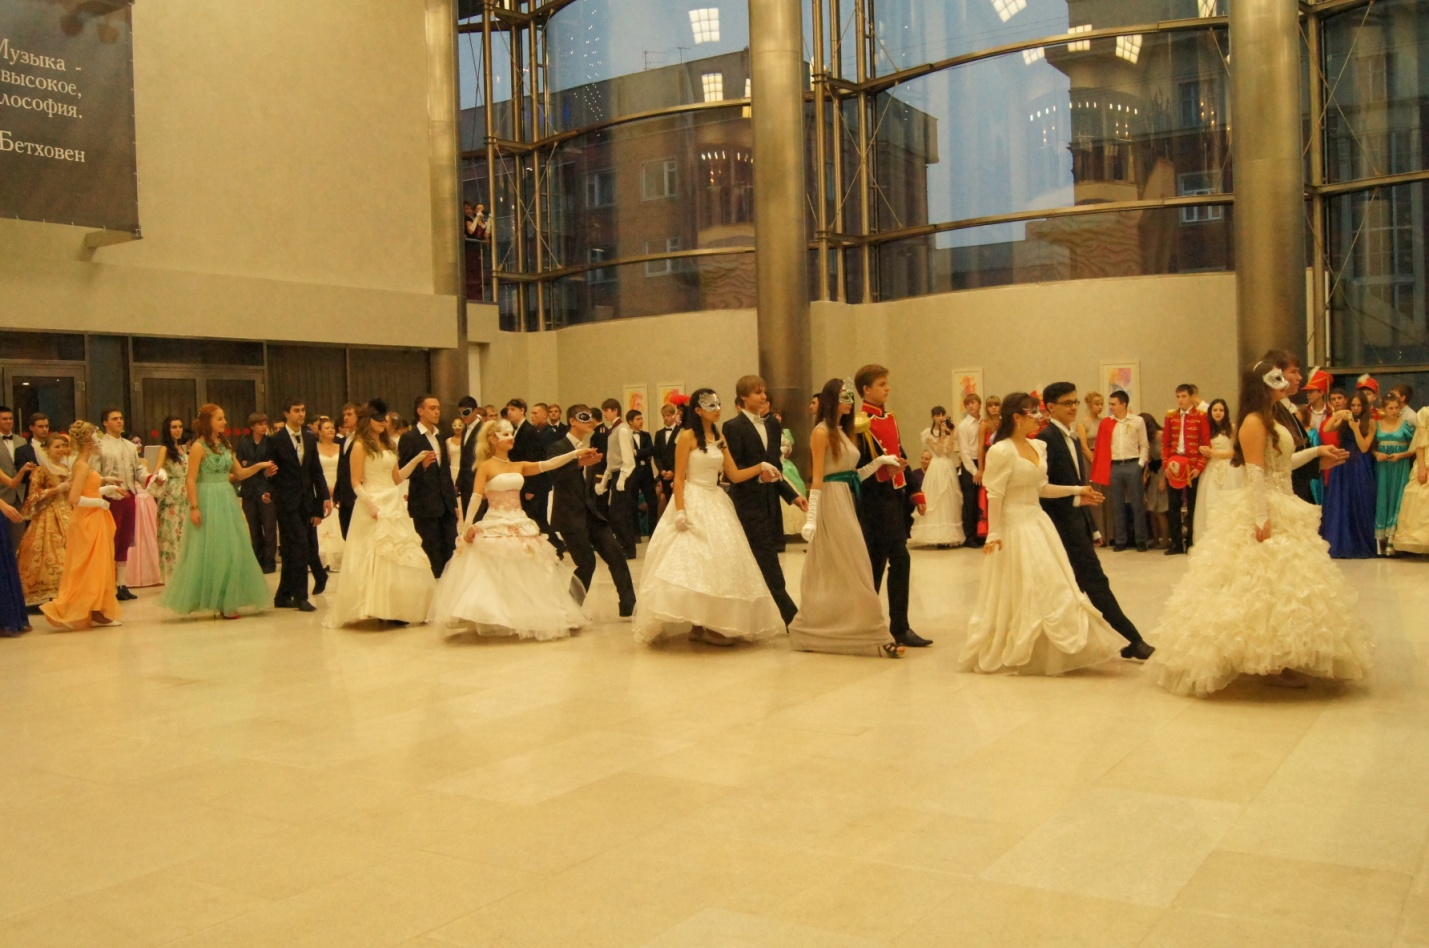 Музыка -
высокое,
лософия.
Бетховен